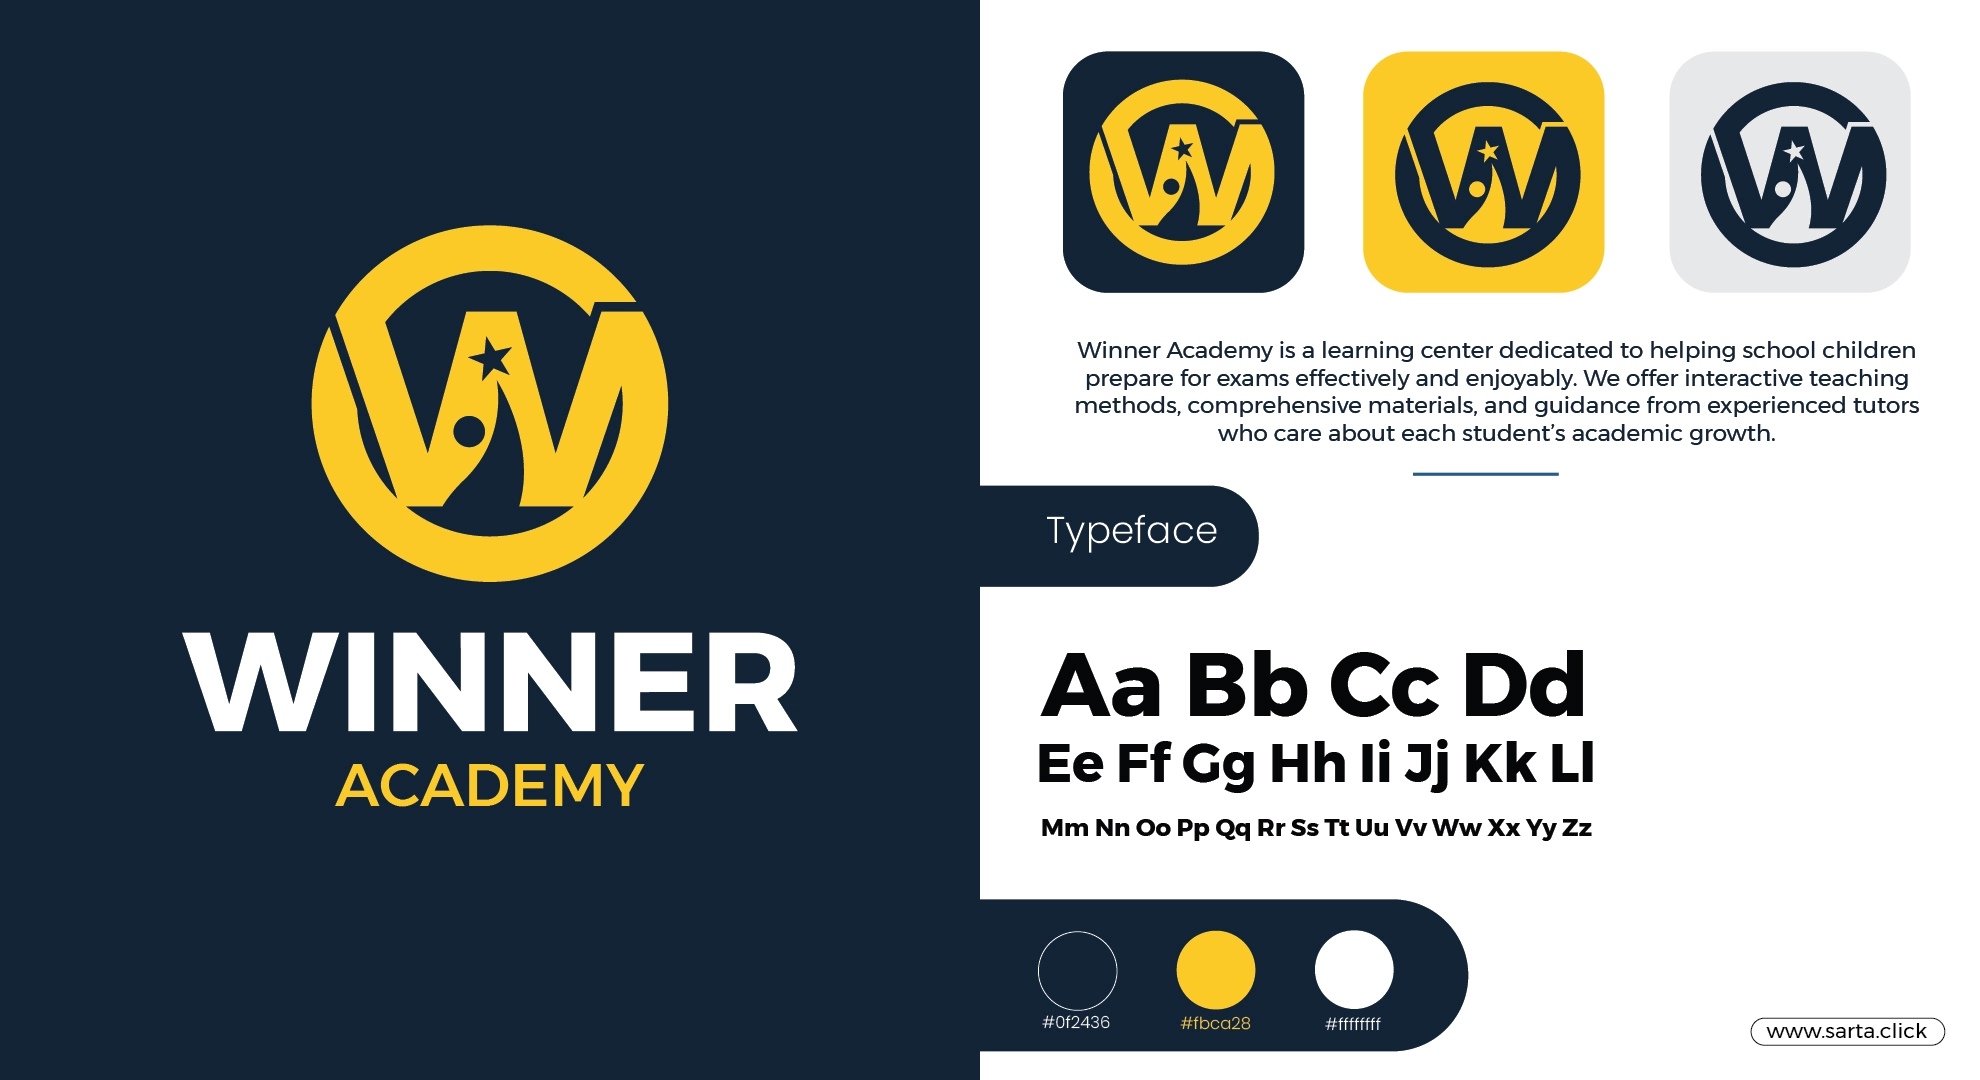 W
WINNER
ACADEMY
W
W
W
Winner Academy is a learning center dedicated to helping school children
prepare for exams effectively and enjoyably. We offer interactive teaching
methods, comprehensive materials, and guidance from experienced tutors
who care about each student’s academic growth.
Typeface
Aa Bb Cc Dd
Ee Ff Gg Hh Ii Jj Kk Ll
Mm Nn Oo Pp Qq Rr Ss Tt Uu Vv Ww Xx Yy Zz
#0f2436
#fbca28
#ffffffff
www.sarta.click